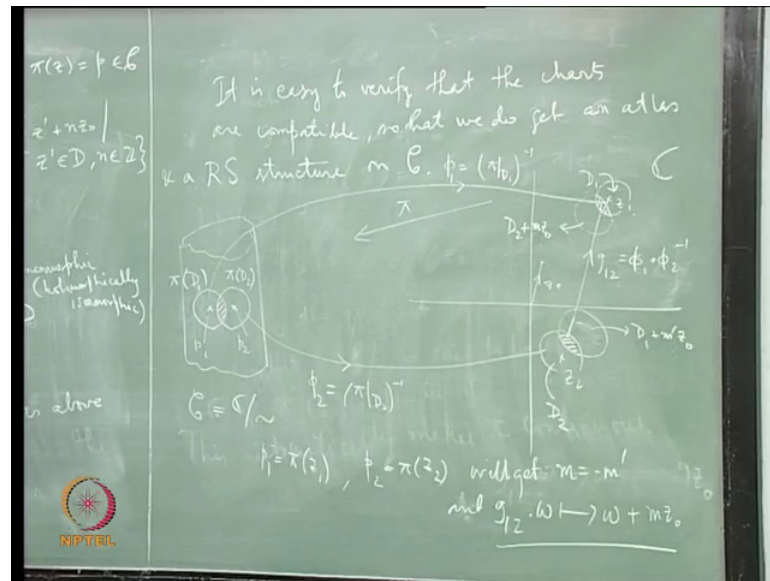 π(z) = p ∈ 𝒞
z' + nz₀ |
z' ∈ D, n ∈ ℤ}
(holomorphically
isomorphic)
is above
It is easy to verify that the charts
are compatible, so that we do get an atlas
& a RS structure on 𝒞. ϕ₁ = (π|D₁)⁻¹
ℂ
D₁
z₁
π
D₂ + mz₀
g₁₂ = ϕ₁ ∘ ϕ₂⁻¹
z₀
π(D₁) π(D₂)
p₁ p₂
D₁ + m'z₀
z₂
D₂
ϕ₂ = (π|D₂)⁻¹
𝒞 = ℂ/~
p₁ = π(z₁), p₂ = π(z₂) will get m = -m'
and g₁₂ : ω ⟼ ω + mz₀
NPTEL